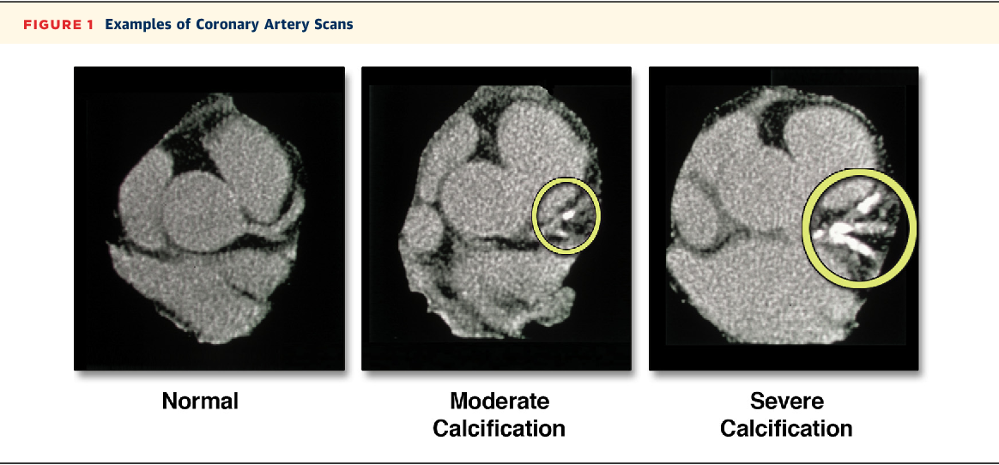 FIGURE 1 Examples of Coronary Artery Scans
Normal
Moderate
Calcification
Severe
Calcification